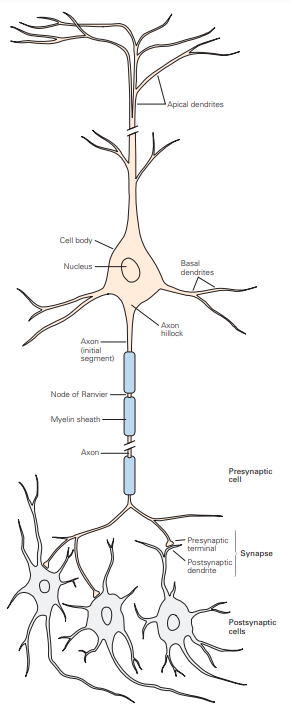 Apical dendrites
Cell body
Nucleus
Basal
dendrites
Axon
hillock
Axon
(initial
segment)
Node of Ranvier
Myelin sheath
Axon
Presynaptic
cell
Presynaptic
terminal
Synapse
Postsynaptic
dendrite
Postsynaptic
cells